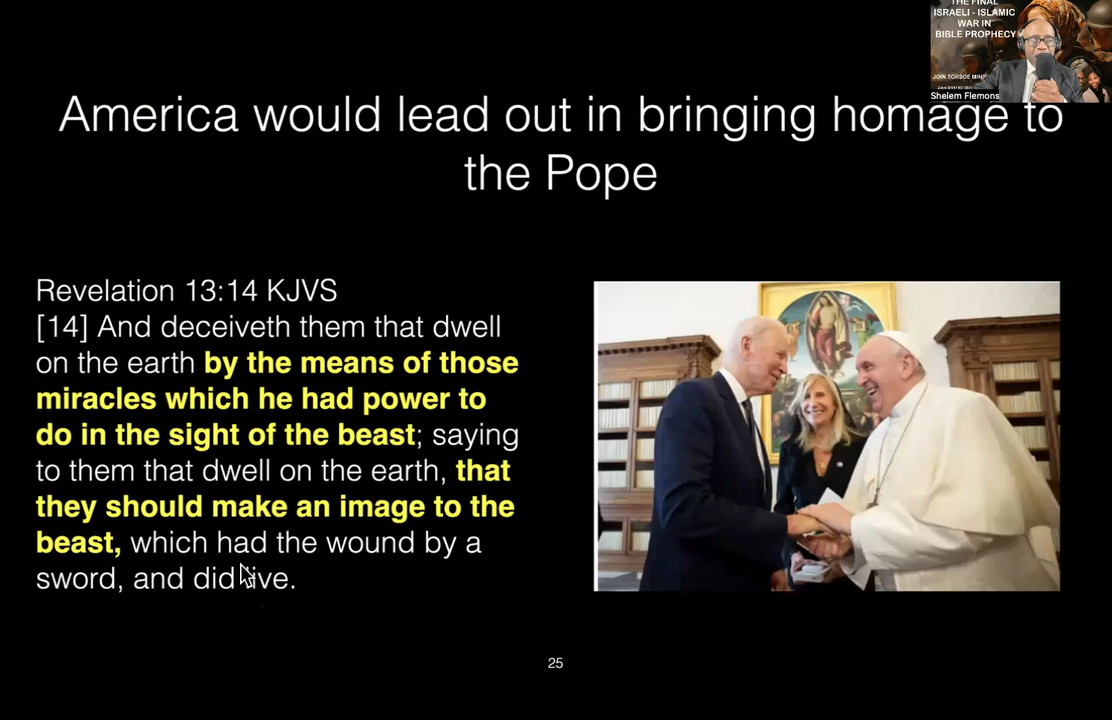 THE FINAL
ISRAELI - ISLAMIC
WAR IN
BIBLE PROPHECY
JOIN TORSOE
Shelem Flemons
America would lead out in bringing homage to
the Pope
Revelation 13:14 KJVS
[14] And deceiveth them that dwell
on the earth by the means of those
miracles which he had power to
do in the sight of the beast; saying
to them that dwell on the earth, that
they should make an image to the
beast, which had the wound by a
sword, and did live.
25